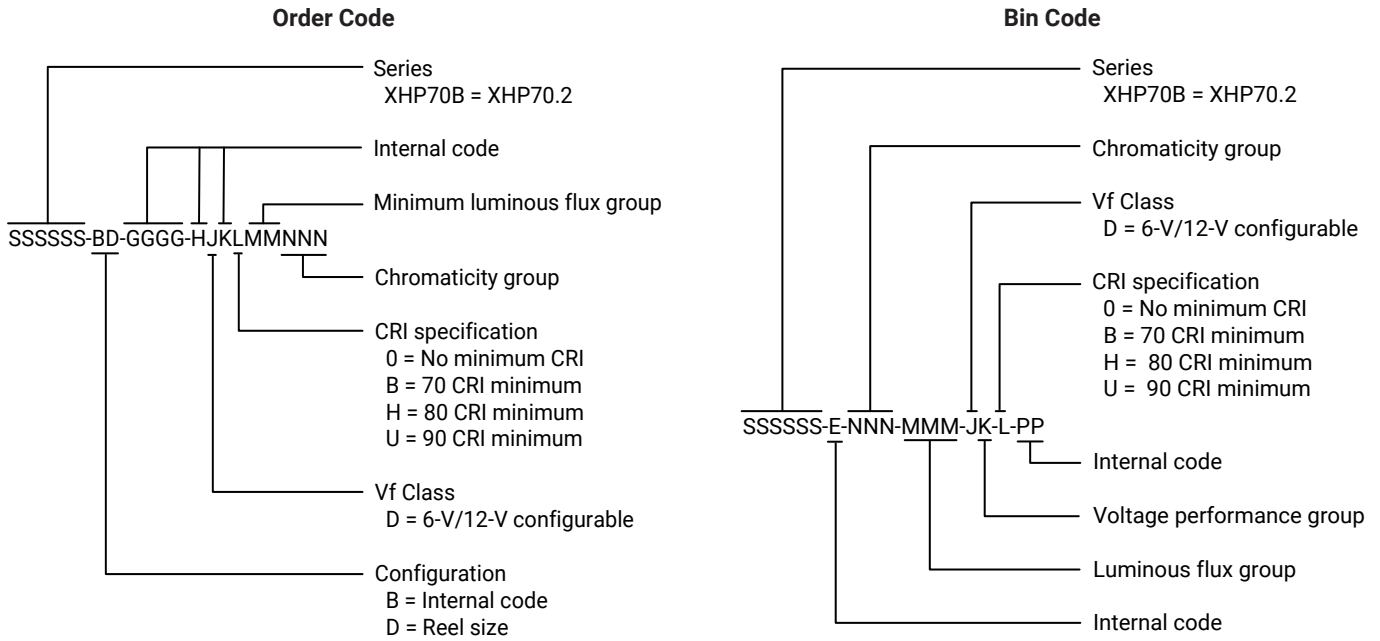 Order Code
Series
XHP70B = XHP70.2
Internal code
Minimum luminous flux group
SSSSSS-BD-GGGG-HJKLMMNNN
Chromaticity group
CRI specification
0 = No minimum CRI
B = 70 CRI minimum
H = 80 CRI minimum
U = 90 CRI minimum
Vf Class
D = 6-V/12-V configurable
Configuration
B = Internal code
D = Reel size
Bin Code
Series
XHP70B = XHP70.2
Chromaticity group
Vf Class
D = 6-V/12-V configurable
CRI specification
0 = No minimum CRI
B = 70 CRI minimum
H = 80 CRI minimum
U = 90 CRI minimum
SSSSSS-E-NNN-MMM-JK-L-PP
Internal code
Voltage performance group
Luminous flux group
Internal code